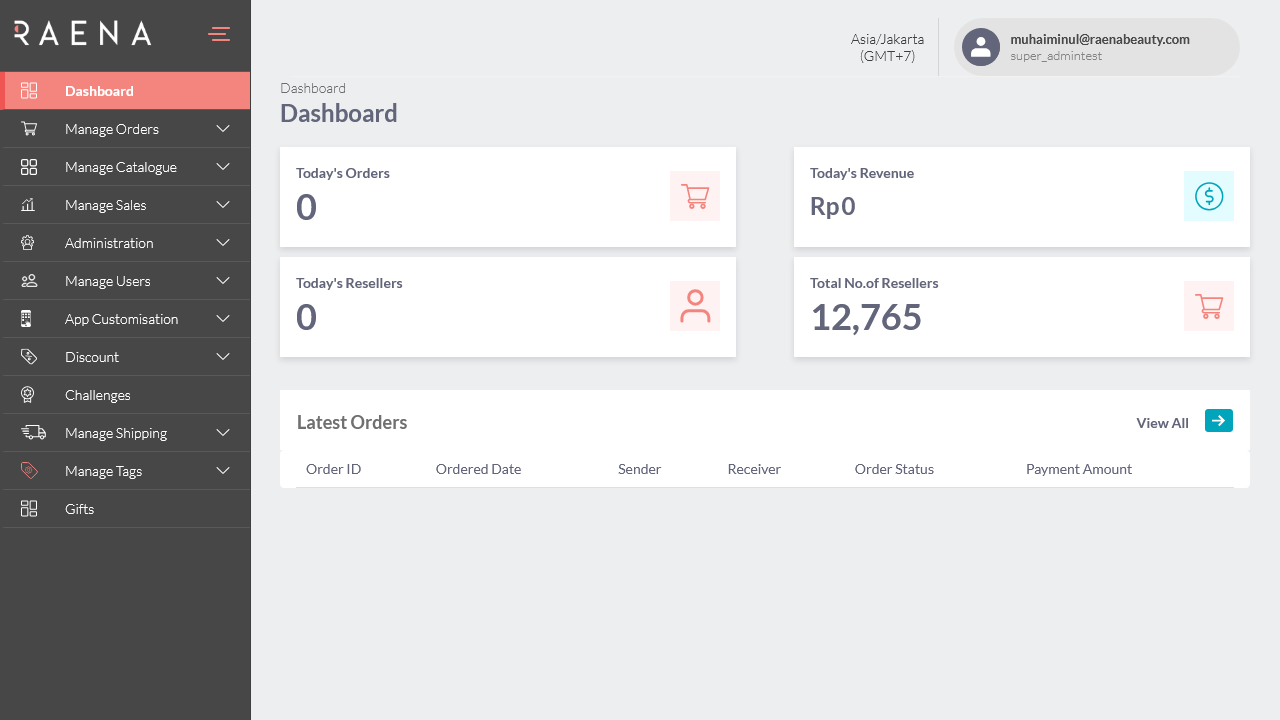 RAENA
Dashboard
Manage Orders
Manage Catalogue
Manage Sales
Administration
Manage Users
App Customisation
Discount
Challenges
Manage Shipping
Manage Tags
Gifts
Asia/Jakarta
(GMT+7)
muhaiminul@raenabeauty.com
super_admintest
Dashboard
Dashboard
Today's Orders
0
Today's Revenue
Rp0
Today's Resellers
0
Total No.of Resellers
12,765
Latest Orders
View All
Order ID Ordered Date Sender Receiver Order Status Payment Amount